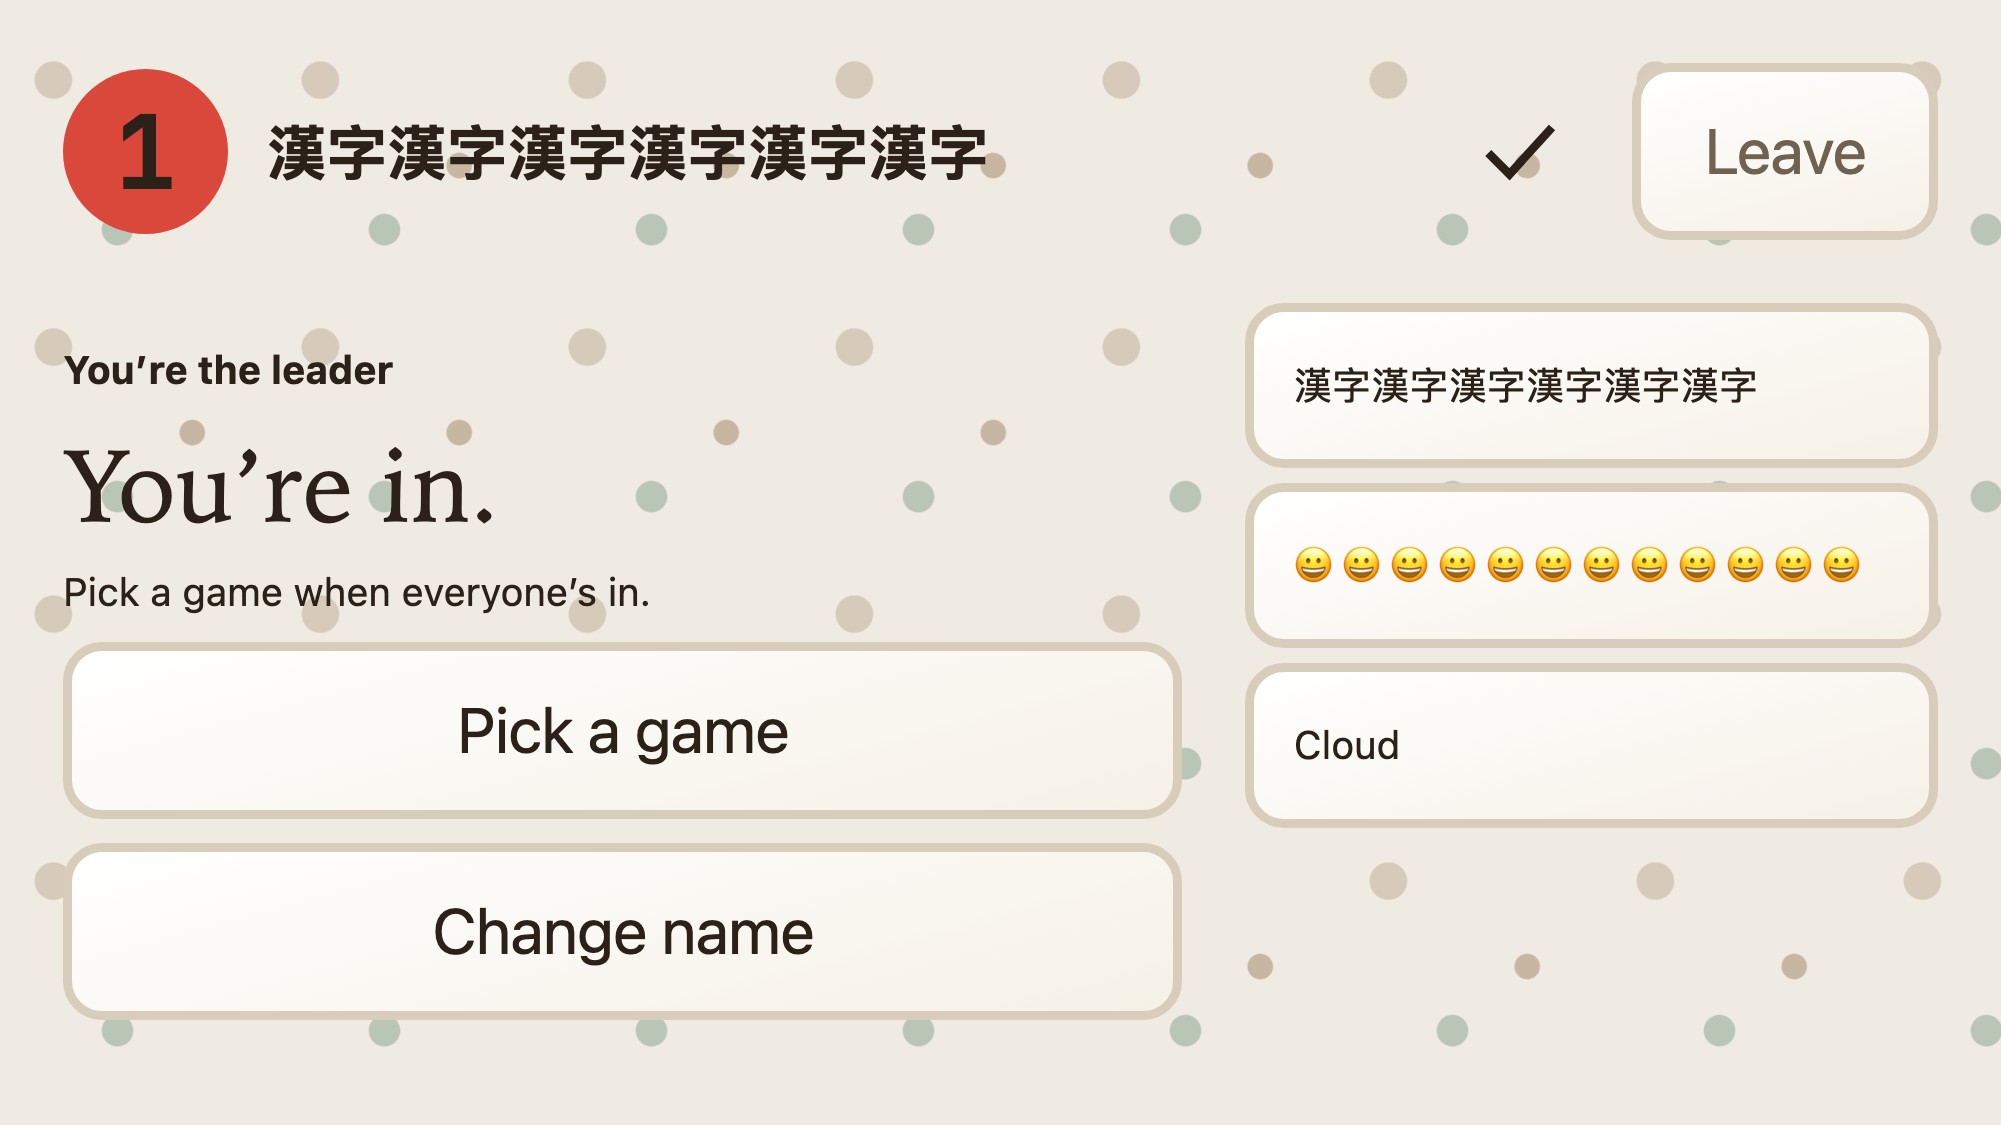 1 漢字漢字漢字漢字漢字漢字 Leave
You’re the leader
You’re in.
Pick a game when everyone’s in.
Pick a game
Change name
漢字漢字漢字漢字漢字漢字
😀😀😀😀😀😀😀😀😀😀😀😀
Cloud